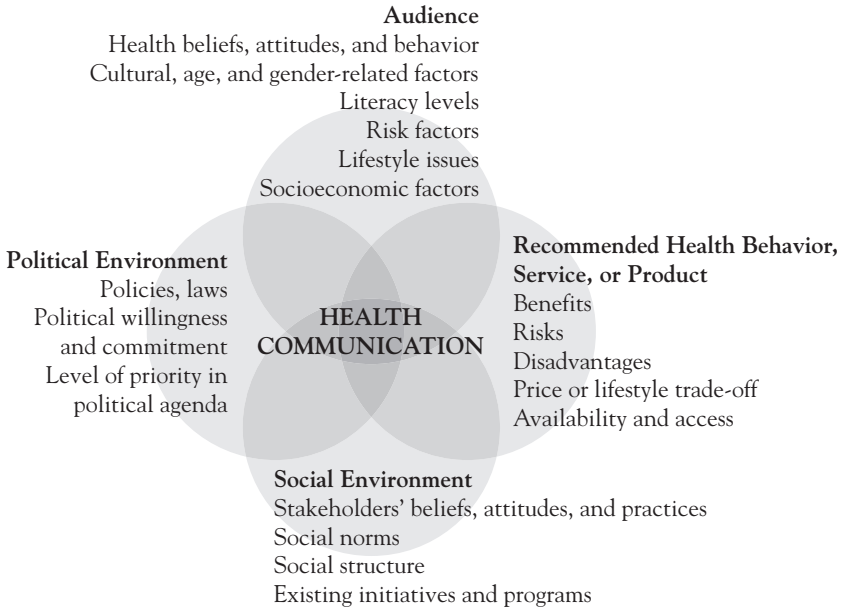 Audience
Health beliefs, attitudes, and behavior
Cultural, age, and gender-related factors
Literacy levels
Risk factors
Lifestyle issues
Socioeconomic factors
Political Environment
Policies, laws
Political willingness
and commitment
Level of priority in
political agenda
HEALTH
COMMUNICATION
Recommended Health Behavior,
Service, or Product
Benefits
Risks
Disadvantages
Price or lifestyle trade-off
Availability and access
Social Environment
Stakeholders’ beliefs, attitudes, and practices
Social norms
Social structure
Existing initiatives and programs